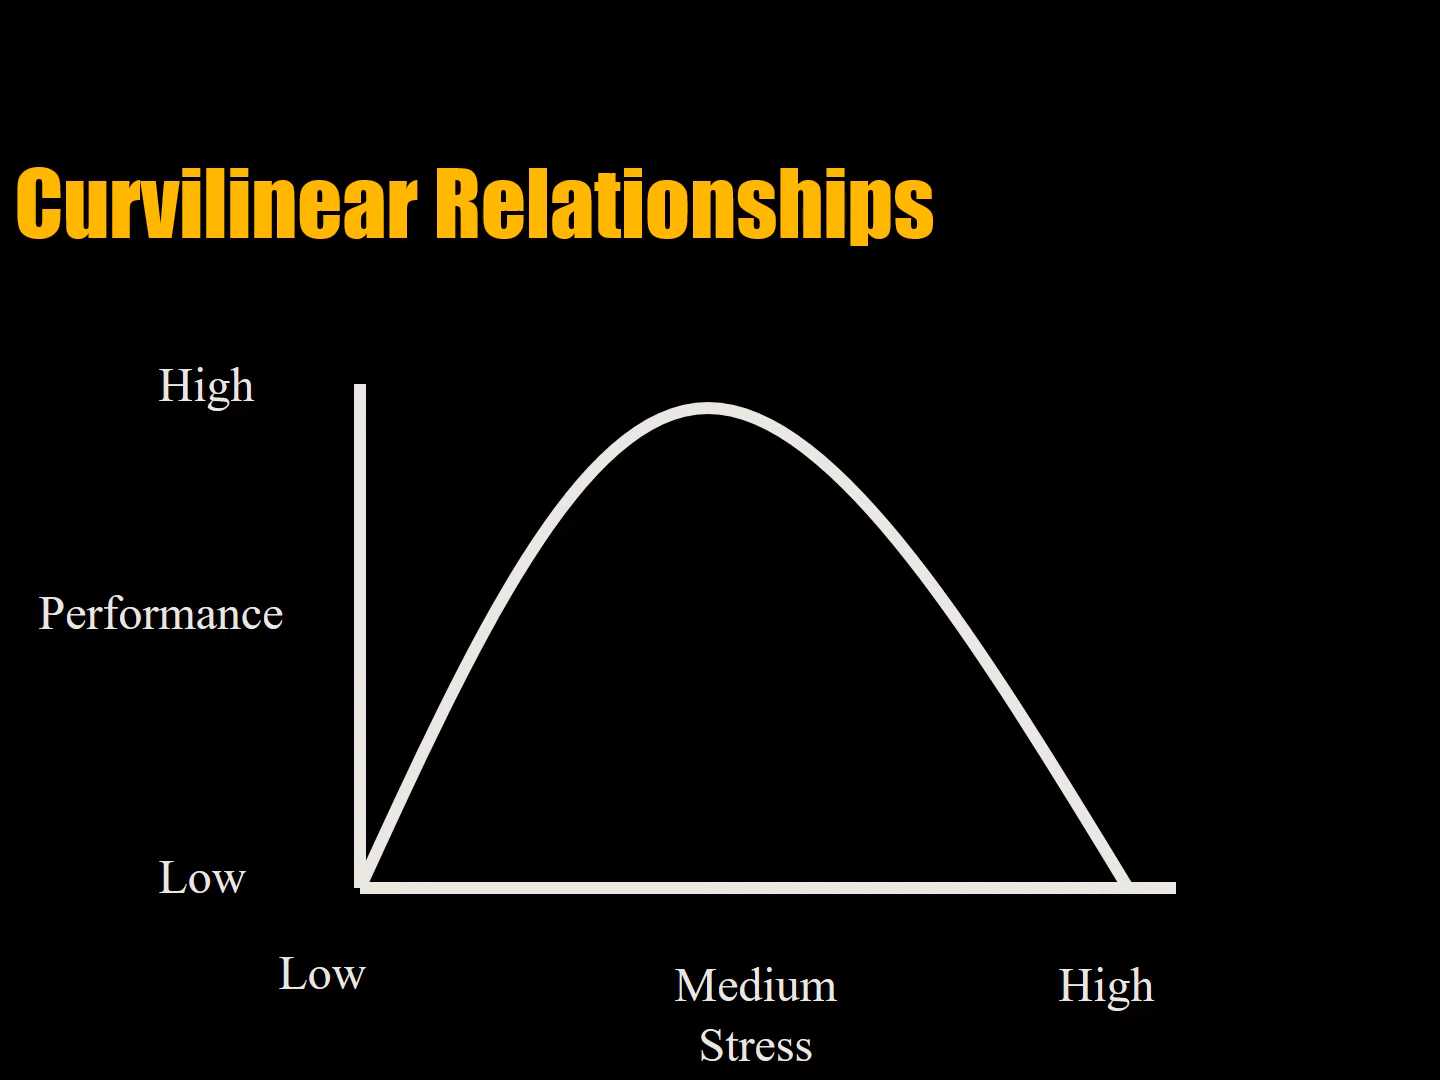 Curvilinear Relationships
High
Performance
Low
Low
Medium
High
Stress